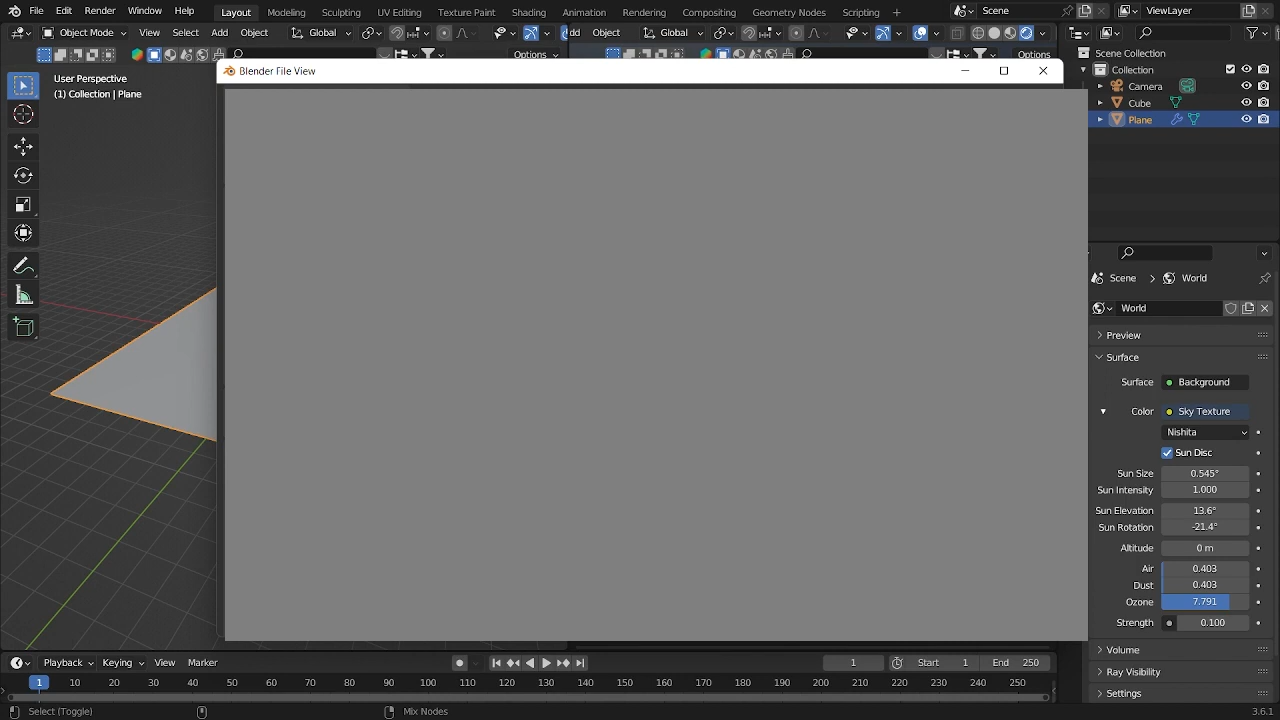 File Edit Render Window Help Layout Modeling Sculpting UV Editing Texture Paint Shading Animation Rendering Compositing Geometry Nodes Scripting + Scene ViewLayer
Object Mode View Select Add Object Global dd Object Global
Options Options
Scene Collection
Blender File View
Collection
Camera
Cube
Plane
User Perspective
(1) Collection | Plane
Scene > World
World
Preview
Surface
Surface Background
Color Sky Texture
Nishita
Sun Disc
Sun Size 0.545°
Sun Intensity 1.000
Sun Elevation 13.6°
Sun Rotation -21.4°
Altitude 0 m
Air 0.403
Dust 0.403
Ozone 7.791
Strength 0.100
Volume
Ray Visibility
Settings
Playback Keying View Marker 1 Start 1 End 250
1 10 20 30 40 50 60 70 80 90 100 110 120 130 140 150 160 170 180 190 200 210 220 230 240 250
Select (Toggle) Mix Nodes 3.6.1